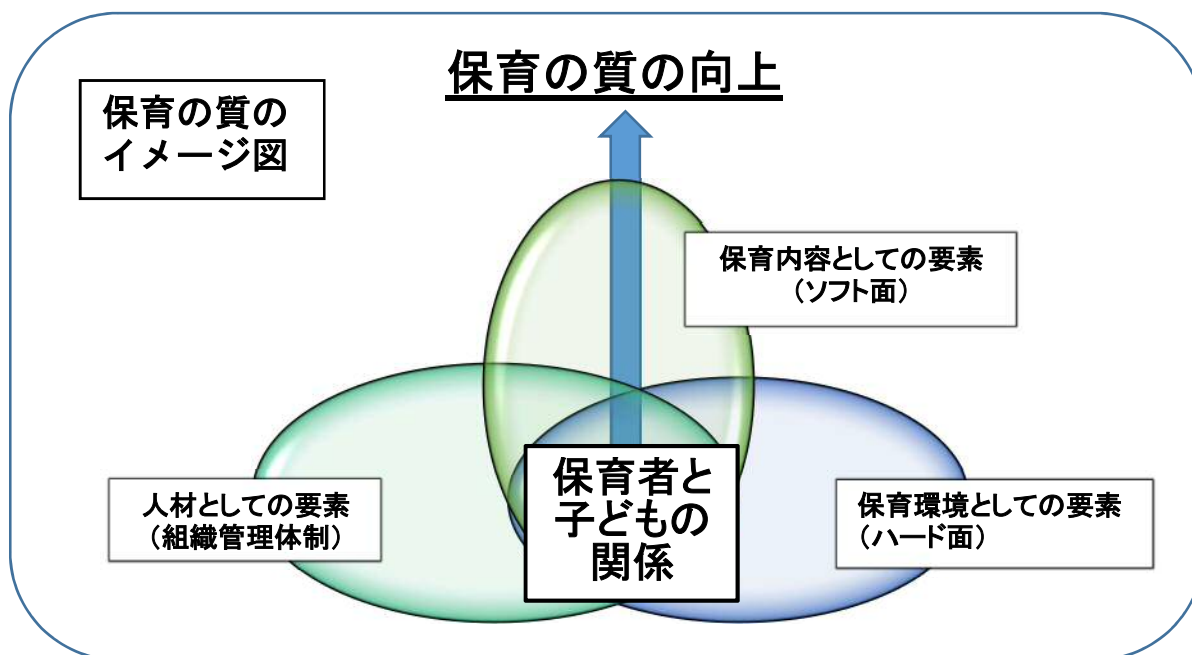 保育の質の向上
保育の質の
イメージ図
保育内容としての要素
（ソフト面）
人材としての要素
（組織管理体制）
保育者と
子どもの
関係
保育環境としての要素
（ハード面）